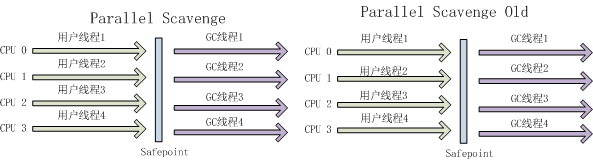 Parallel Scavenge
CPU 0 用户线程1 GC线程1
CPU 1 用户线程2 GC线程2
CPU 2 用户线程3 GC线程3
CPU 3 用户线程4 GC线程4
Safepoint
Parallel Scavenge Old
CPU 0 用户线程1 GC线程1
CPU 1 用户线程2 GC线程2
CPU 2 用户线程3 GC线程3
CPU 3 用户线程4 GC线程4
Safepoint